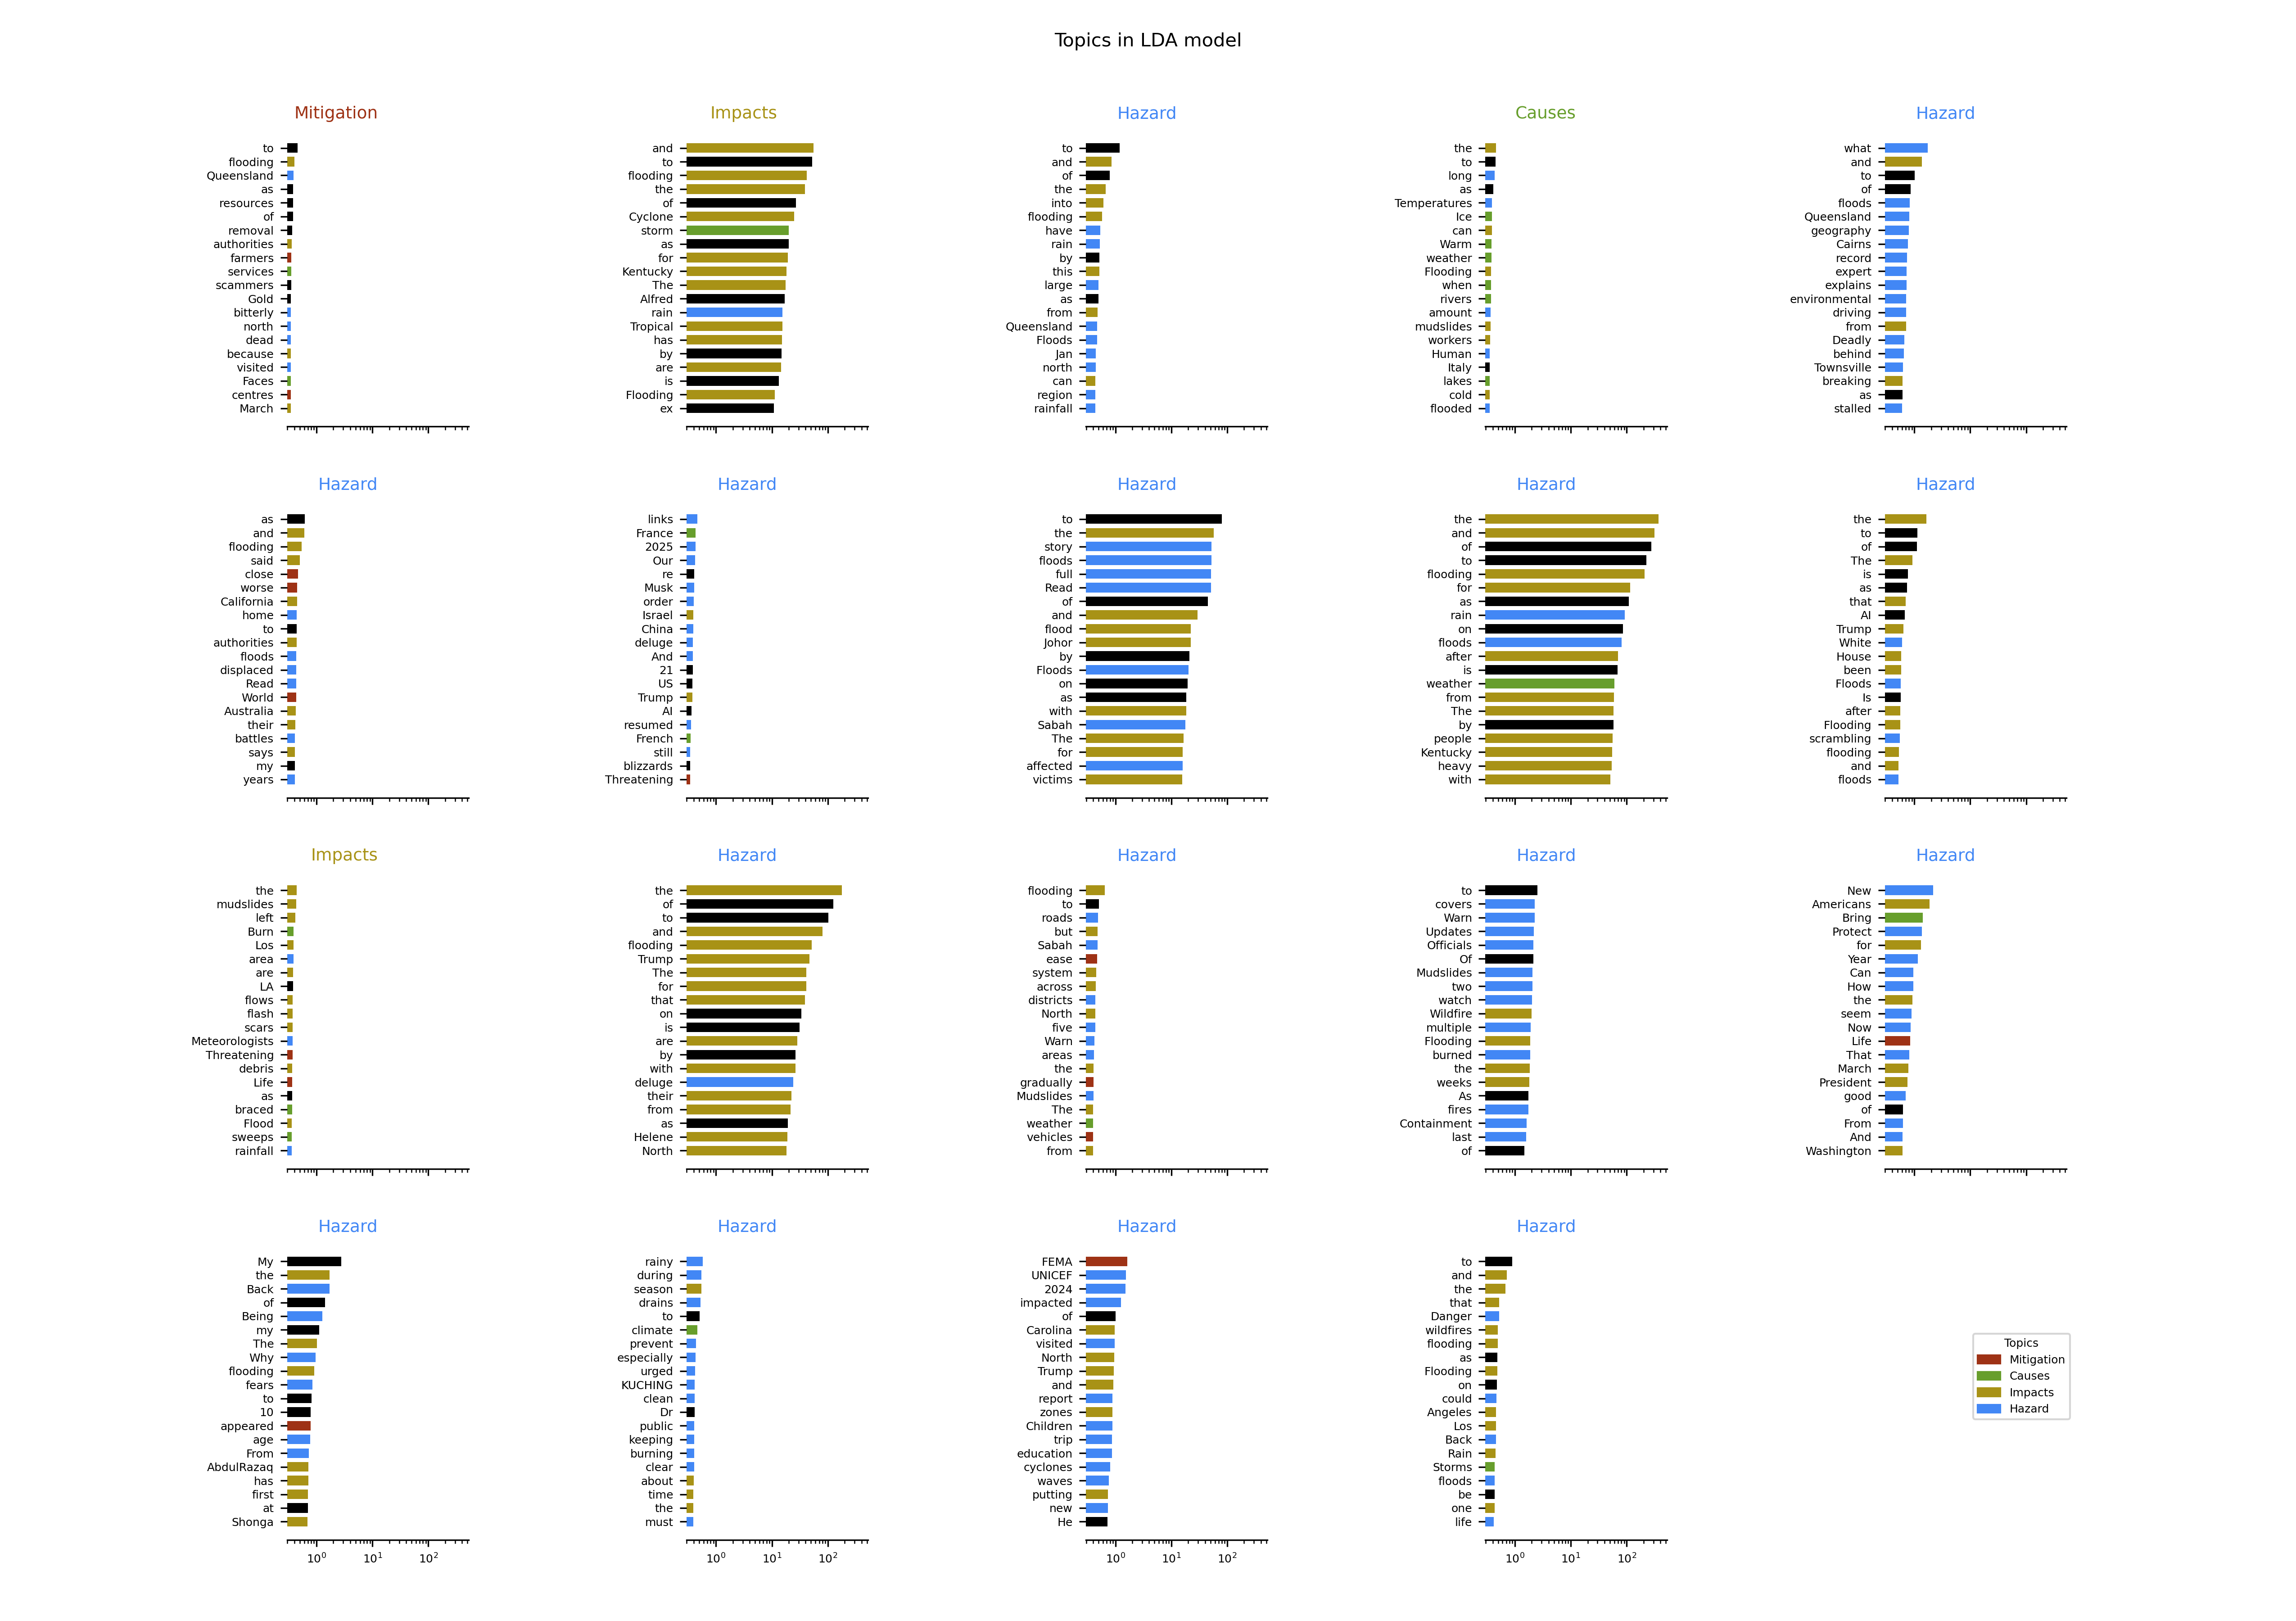 Topics in LDA model
Mitigation
to
flooding
Queensland
as
resources
of
removal
authorities
farmers
services
scammers
Gold
bitterly
north
dead
because
visited
Faces
centres
March
Impacts
and
to
flooding
the
of
Cyclone
storm
as
for
Kentucky
The
Alfred
rain
Tropical
has
by
are
is
Flooding
ex
Hazard
to
and
of
the
into
flooding
have
rain
by
this
large
as
from
Queensland
Floods
Jan
north
can
region
rainfall
Causes
the
to
long
as
Temperatures
Ice
can
Warm
weather
Flooding
when
rivers
amount
mudslides
workers
Human
Italy
lakes
cold
flooded
Hazard
what
and
to
of
floods
Queensland
geography
Cairns
record
expert
explains
environmental
driving
from
Deadly
behind
Townsville
breaking
as
stalled
Hazard
as
and
flooding
said
close
worse
California
home
to
authorities
floods
displaced
Read
World
Australia
their
battles
says
my
years
Hazard
links
France
2025
Our
re
Musk
order
Israel
China
deluge
And
21
US
Trump
AI
resumed
French
still
blizzards
Threatening
Hazard
to
the
story
floods
full
Read
of
and
flood
Johor
by
Floods
on
as
with
Sabah
The
for
affected
victims
Hazard
the
and
of
to
flooding
for
as
rain
on
floods
after
is
weather
from
The
by
people
Kentucky
heavy
with
Hazard
the
to
of
The
is
as
that
AI
Trump
White
House
been
Floods
Is
after
Flooding
scrambling
flooding
and
floods
Impacts
the
mudslides
left
Burn
Los
area
are
LA
flows
flash
scars
Meteorologists
Threatening
debris
Life
as
braced
Flood
sweeps
rainfall
Hazard
the
of
to
and
flooding
Trump
The
for
that
on
is
are
by
with
deluge
their
from
as
Helene
North
Hazard
flooding
to
roads
but
Sabah
ease
system
across
districts
North
five
Warn
areas
the
gradually
Mudslides
The
weather
vehicles
from
Hazard
to
covers
Warn
Updates
Officials
Of
Mudslides
two
watch
Wildfire
multiple
Flooding
burned
the
weeks
As
fires
Containment
last
of
Hazard
New
Americans
Bring
Protect
for
Year
Can
How
the
seem
Now
Life
That
March
President
good
of
From
And
Washington
Hazard
My
the
Back
of
Being
my
The
Why
flooding
fears
to
10
appeared
age
From
AbdulRazaq
has
first
at
Shonga
10⁰ 10¹ 10²
Hazard
rainy
during
season
drains
to
climate
prevent
especially
urged
KUCHING
clean
Dr
public
keeping
burning
clear
about
time
the
must
10⁰ 10¹ 10²
Hazard
FEMA
UNICEF
2024
impacted
of
Carolina
visited
North
Trump
and
report
zones
Children
trip
education
cyclones
waves
putting
new
He
10⁰ 10¹ 10²
Hazard
to
and
the
that
Danger
wildfires
flooding
as
Flooding
on
could
Angeles
Los
Back
Rain
Storms
floods
be
one
life
10⁰ 10¹ 10²
Topics
Mitigation
Causes
Impacts
Hazard